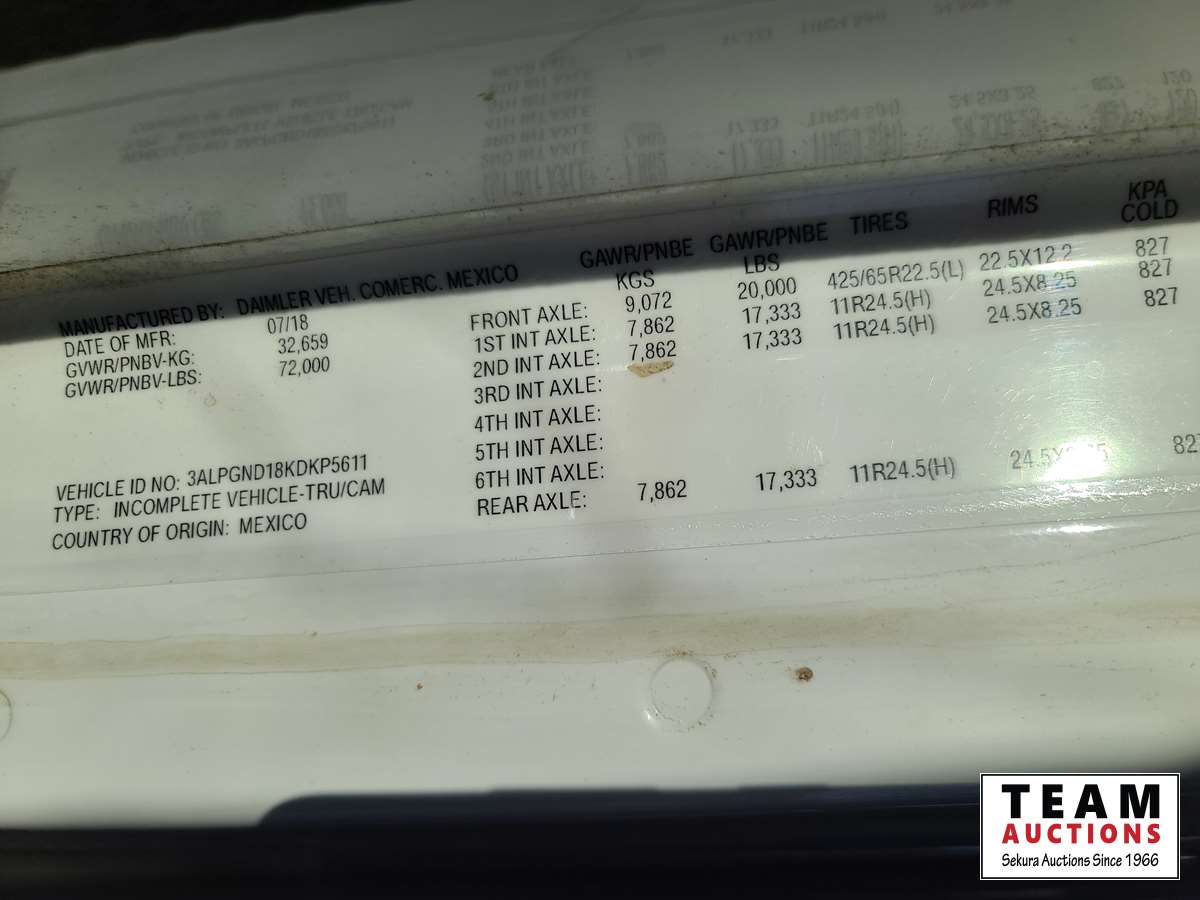 GAWR/PNBE KGS GAWR/PNBE LBS TIRES RIMS KPA COLD
MANUFACTURED BY: DAIMLER VEH. COMERC. MEXICO
DATE OF MFR: 07/18
GVWR/PNBV-KG: 32,659
GVWR/PNBV-LBS: 72,000
VEHICLE ID NO: 3ALPGND18KDKP5611
TYPE: INCOMPLETE VEHICLE-TRU/CAM
COUNTRY OF ORIGIN: MEXICO
FRONT AXLE: 9,072 20,000 425/65R22.5(L) 22.5X12.2 827
1ST INT AXLE: 7,862 17,333 11R24.5(H) 24.5X8.25 827
2ND INT AXLE: 7,862 17,333 11R24.5(H) 24.5X8.25 827
3RD INT AXLE:
4TH INT AXLE:
5TH INT AXLE:
6TH INT AXLE:
REAR AXLE: 7,862 17,333 11R24.5(H)
TEAM
AUCTIONS
Sekura Auctions Since 1966